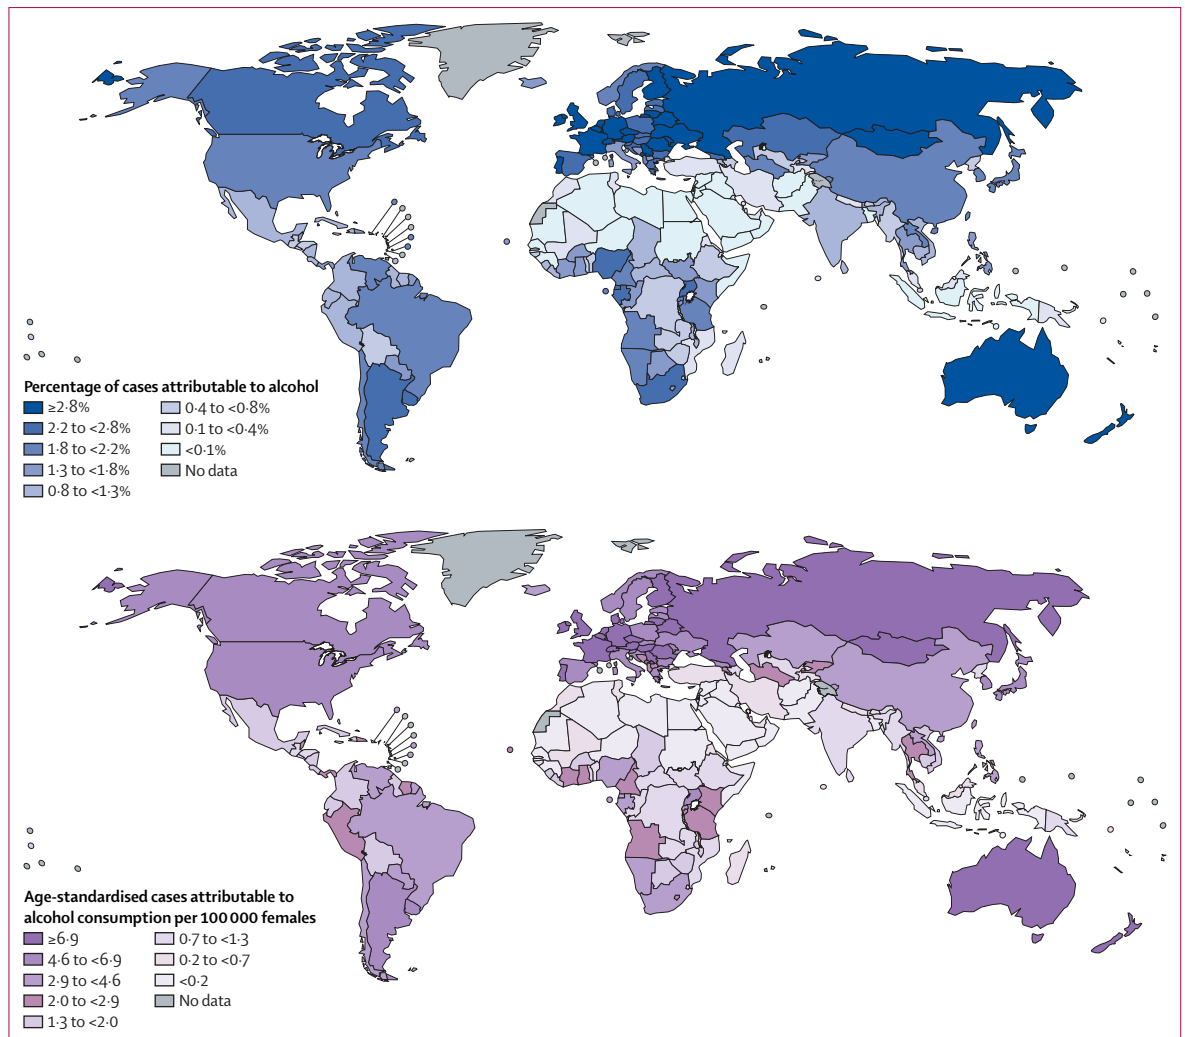 Percentage of cases attributable to alcohol
≥2·8%
2·2 to <2·8%
1·8 to <2·2%
1·3 to <1·8%
0·8 to <1·3%
0·4 to <0·8%
0·1 to <0·4%
<0·1%
No data
Age-standardised cases attributable to
alcohol consumption per 100 000 females
≥6·9
4·6 to <6·9
2·9 to <4·6
2·0 to <2·9
1·3 to <2·0
0·7 to <1·3
0·2 to <0·7
<0·2
No data